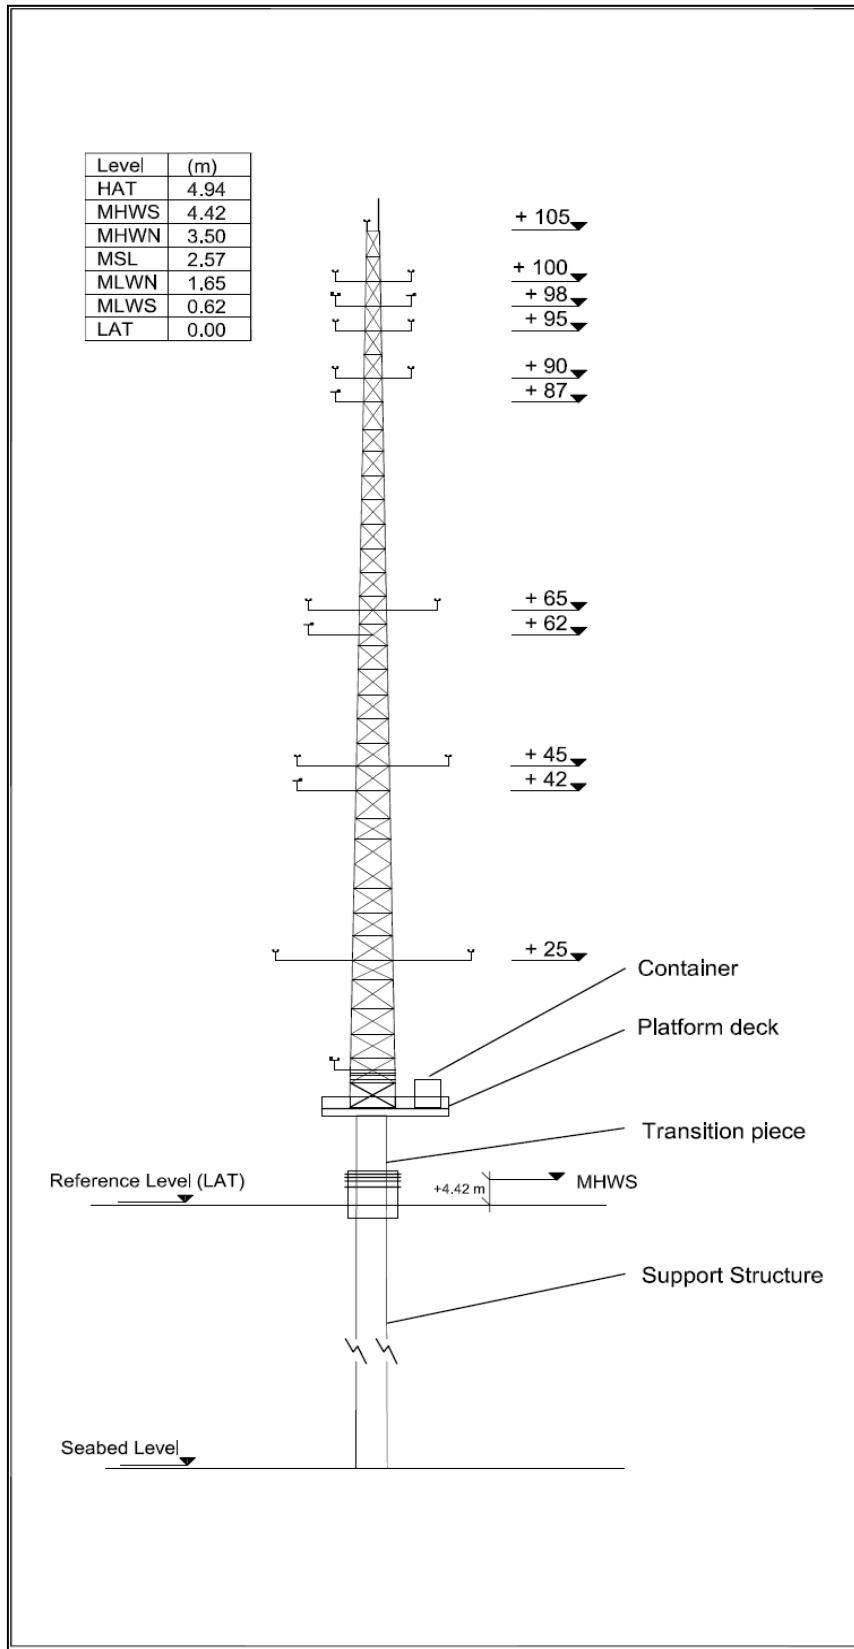 Level (m)
HAT 4.94
MHWS 4.42
MHWN 3.50
MSL 2.57
MLWN 1.65
MLWS 0.62
LAT 0.00
+ 105
+ 100
+ 98
+ 95
+ 90
+ 87
+ 65
+ 62
+ 45
+ 42
+ 25
Container
Platform deck
Transition piece
Reference Level (LAT)
+4.42 m
MHWS
Support Structure
Seabed Level